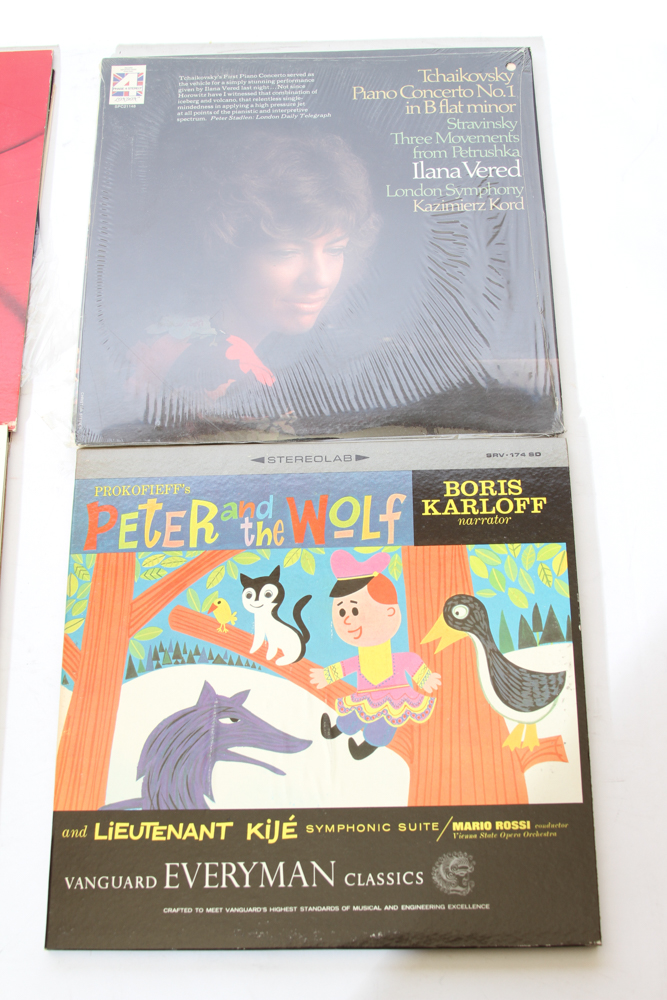 Tchaikovsky's First Piano Concerto served as
the vehicle for a simply stunning performance
given by Ilana Vered last night... Not since
Horowitz have I witnessed that combination of
iceberg and volcano, that relentless single-
mindedness in applying a high pressure jet
at all points of the pianistic and interpretive
spectrum. Peter Stadlen: London Daily Telegraph
Tchaikovsky
Piano Concerto No.1
in B flat minor
Stravinsky
Three Movements
from Petrushka
Ilana Vered
London Symphony
Kazimierz Kord
STEREOLAB
SRV-174 SD
PROKOFIEFF's
PETER and the WOLF
BORIS
KARLOFF
narrator
and LiEUTENANT KiJÉ SYMPHONIC SUITE / MARIO ROSSI conductor
Vienna State Opera Orchestra
VANGUARD EVERYMAN CLASSICS
CRAFTED TO MEET VANGUARD'S HIGHEST STANDARDS OF MUSICAL AND ENGINEERING EXCELLENCE